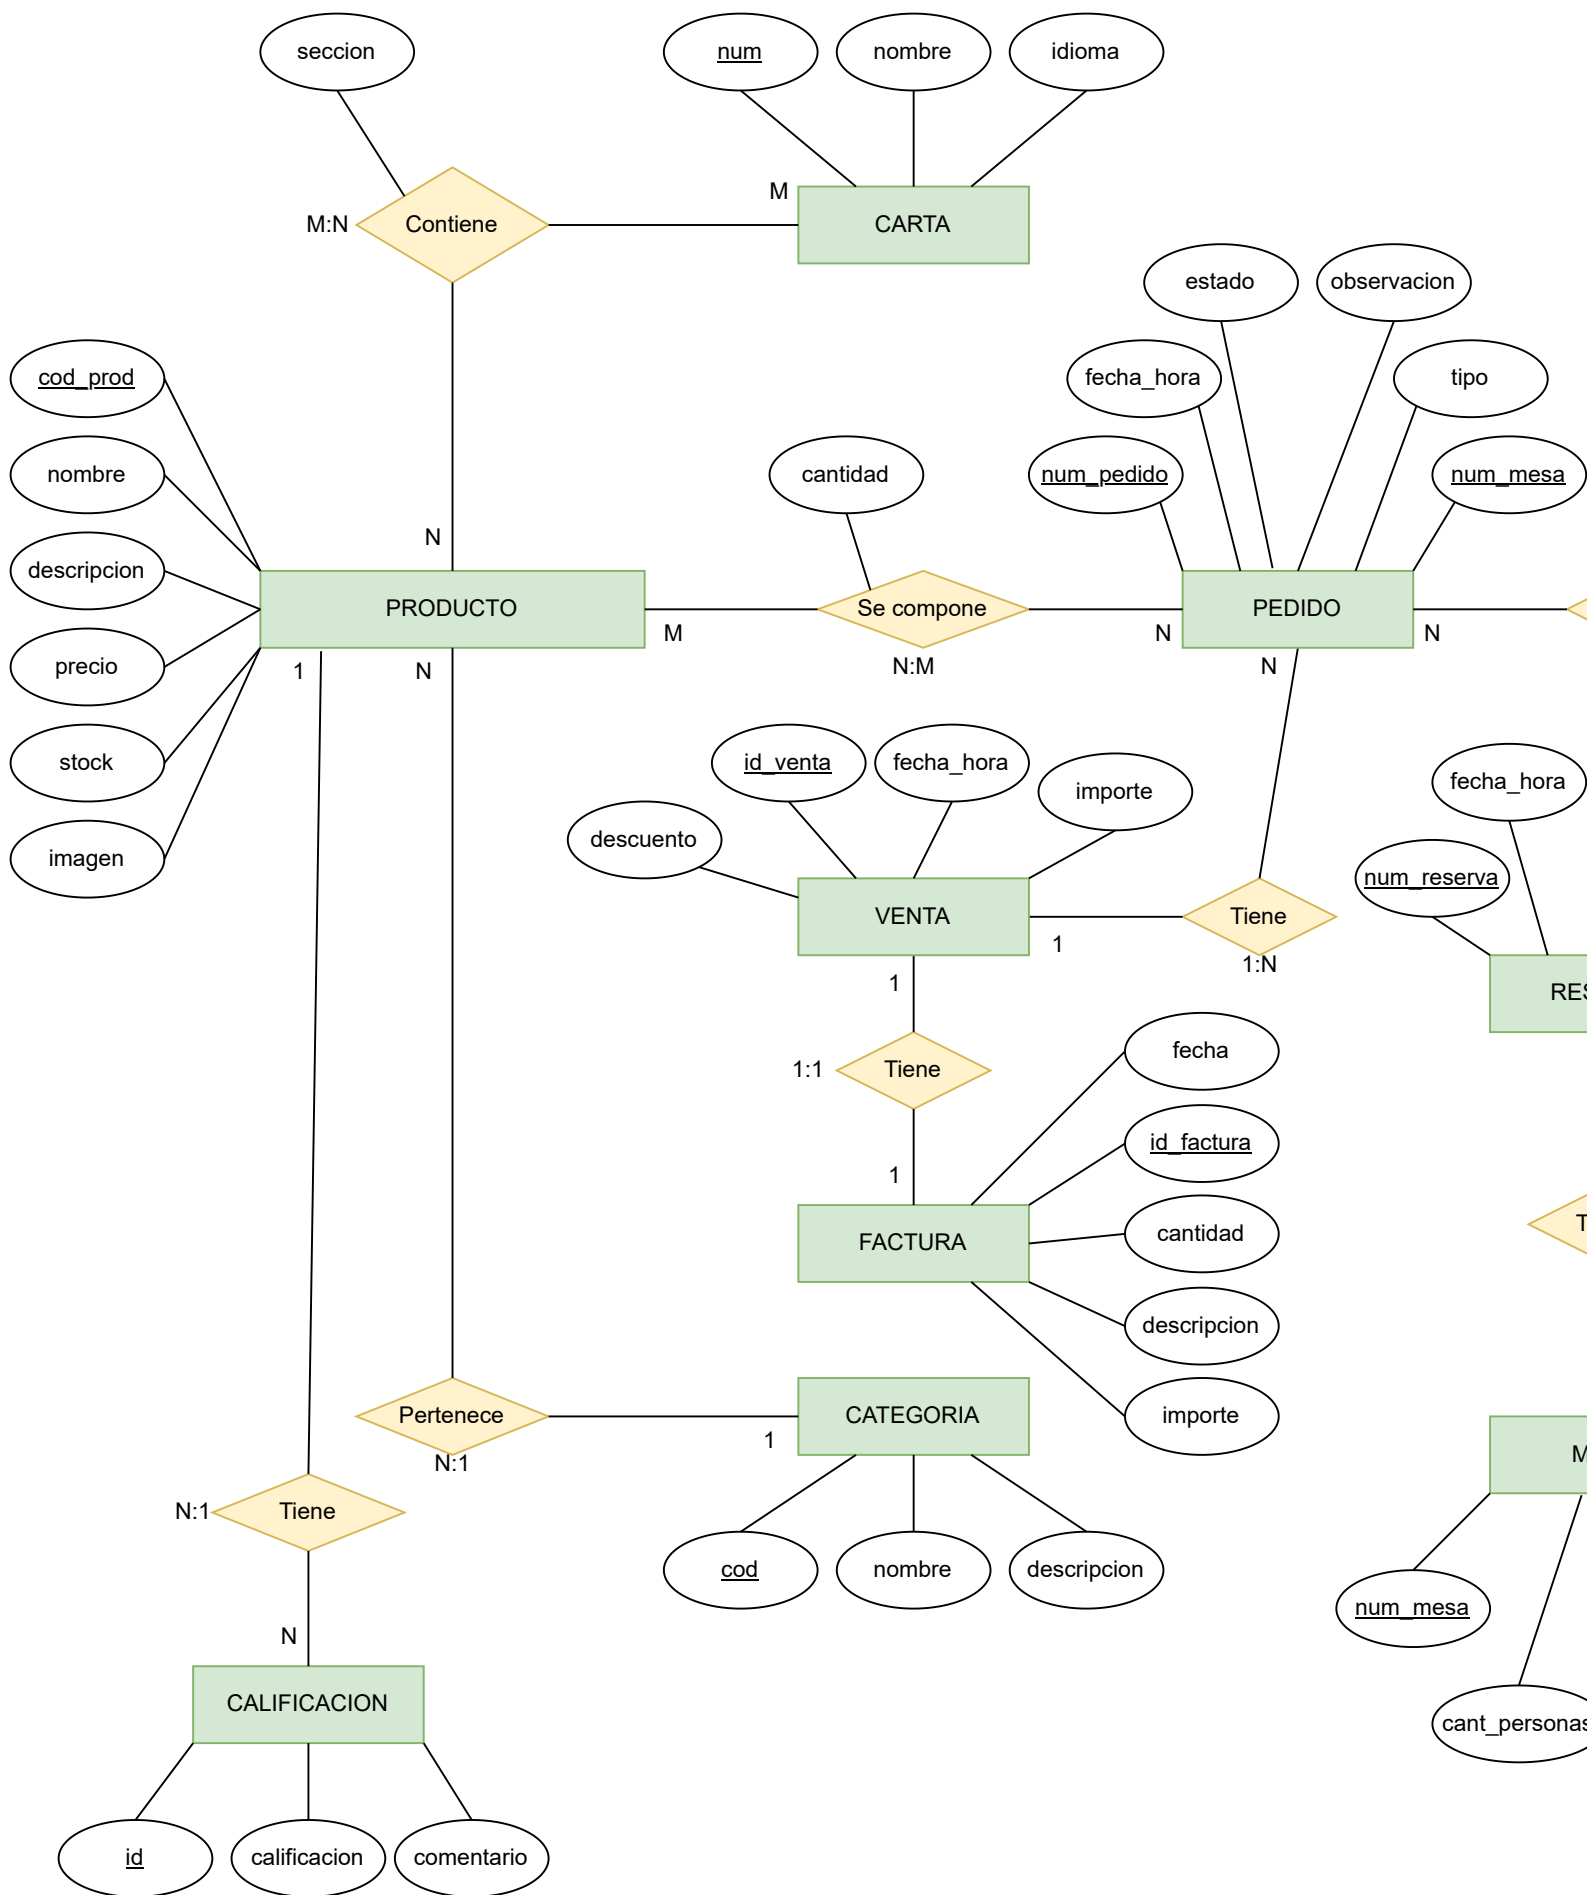 seccion
num
nombre
idioma
M
M:N
Contiene
CARTA
estado
observacion
cod_prod
fecha_hora
tipo
nombre
cantidad
num_pedido
num_mesa
N
descripcion
PRODUCTO
Se compone
PEDIDO
M
N
N
precio
1
N
N:M
N
stock
id_venta
fecha_hora
importe
fecha_hora
descuento
imagen
num_reserva
VENTA
Tiene
1
1:N
1
RES
fecha
1:1
Tiene
id_factura
1
cantidad
T
FACTURA
descripcion
Pertenece
CATEGORIA
importe
1
N:1
M
N:1
Tiene
cod
nombre
descripcion
num_mesa
N
CALIFICACION
cant_personas
id
calificacion
comentario